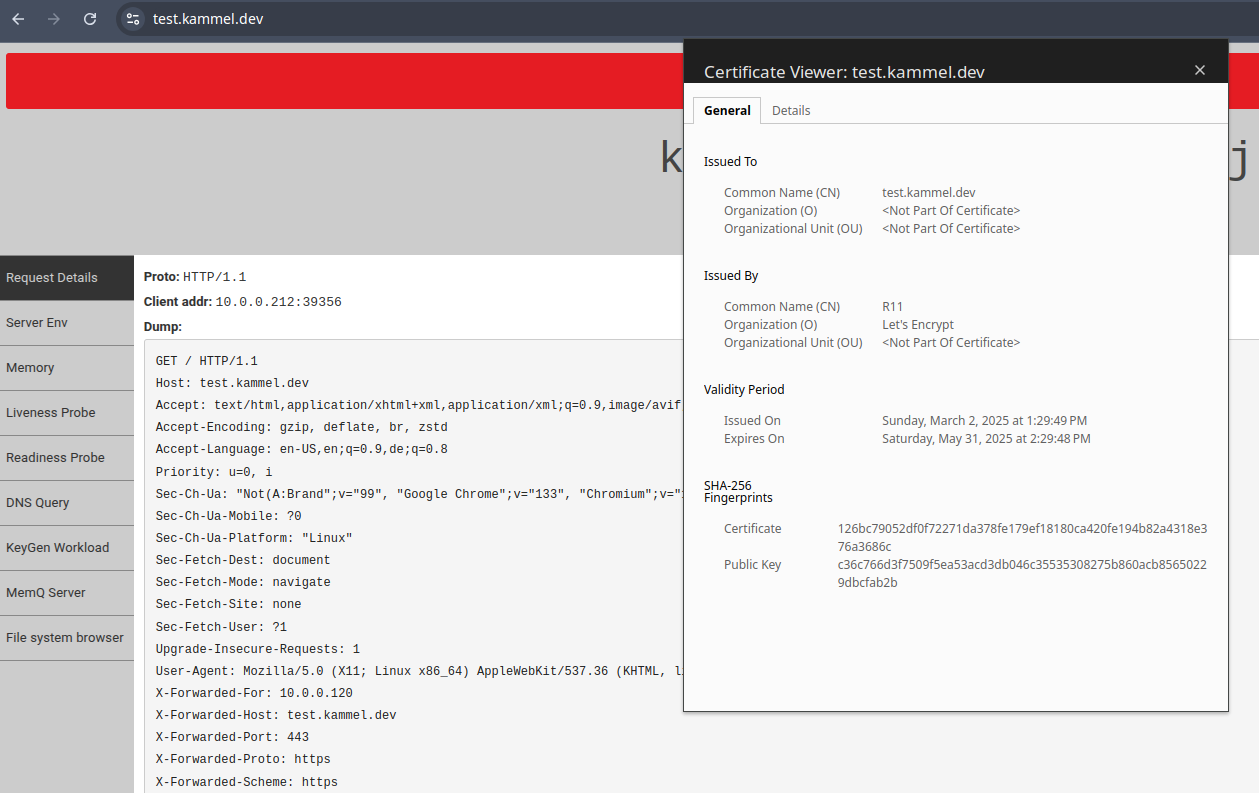 test.kammel.dev
Certificate Viewer: test.kammel.dev
General
Details
k
j
Issued To
Common Name (CN) test.kammel.dev
Organization (O) <Not Part Of Certificate>
Organizational Unit (OU) <Not Part Of Certificate>
Issued By
Common Name (CN) R11
Organization (O) Let's Encrypt
Organizational Unit (OU) <Not Part Of Certificate>
Validity Period
Issued On Sunday, March 2, 2025 at 1:29:49 PM
Expires On Saturday, May 31, 2025 at 2:29:48 PM
SHA-256
Fingerprints
Certificate 126bc79052df0f72271da378fe179ef18180ca420fe194b82a4318e3
76a3686c
Public Key c36c766d3f7509f5ea53acd3db046c35535308275b860acb8565022
9dbcfab2b
Request Details
Server Env
Memory
Liveness Probe
Readiness Probe
DNS Query
KeyGen Workload
MemQ Server
File system browser
Proto: HTTP/1.1
Client addr: 10.0.0.212:39356
Dump:
GET / HTTP/1.1
Host: test.kammel.dev
Accept: text/html,application/xhtml+xml,application/xml;q=0.9,image/avif
Accept-Encoding: gzip, deflate, br, zstd
Accept-Language: en-US,en;q=0.9,de;q=0.8
Priority: u=0, i
Sec-Ch-Ua: "Not(A:Brand";v="99", "Google Chrome";v="133", "Chromium";v="
Sec-Ch-Ua-Mobile: ?0
Sec-Ch-Ua-Platform: "Linux"
Sec-Fetch-Dest: document
Sec-Fetch-Mode: navigate
Sec-Fetch-Site: none
Sec-Fetch-User: ?1
Upgrade-Insecure-Requests: 1
User-Agent: Mozilla/5.0 (X11; Linux x86_64) AppleWebKit/537.36 (KHTML,
X-Forwarded-For: 10.0.0.120
X-Forwarded-Host: test.kammel.dev
X-Forwarded-Port: 443
X-Forwarded-Proto: https
X-Forwarded-Scheme: https